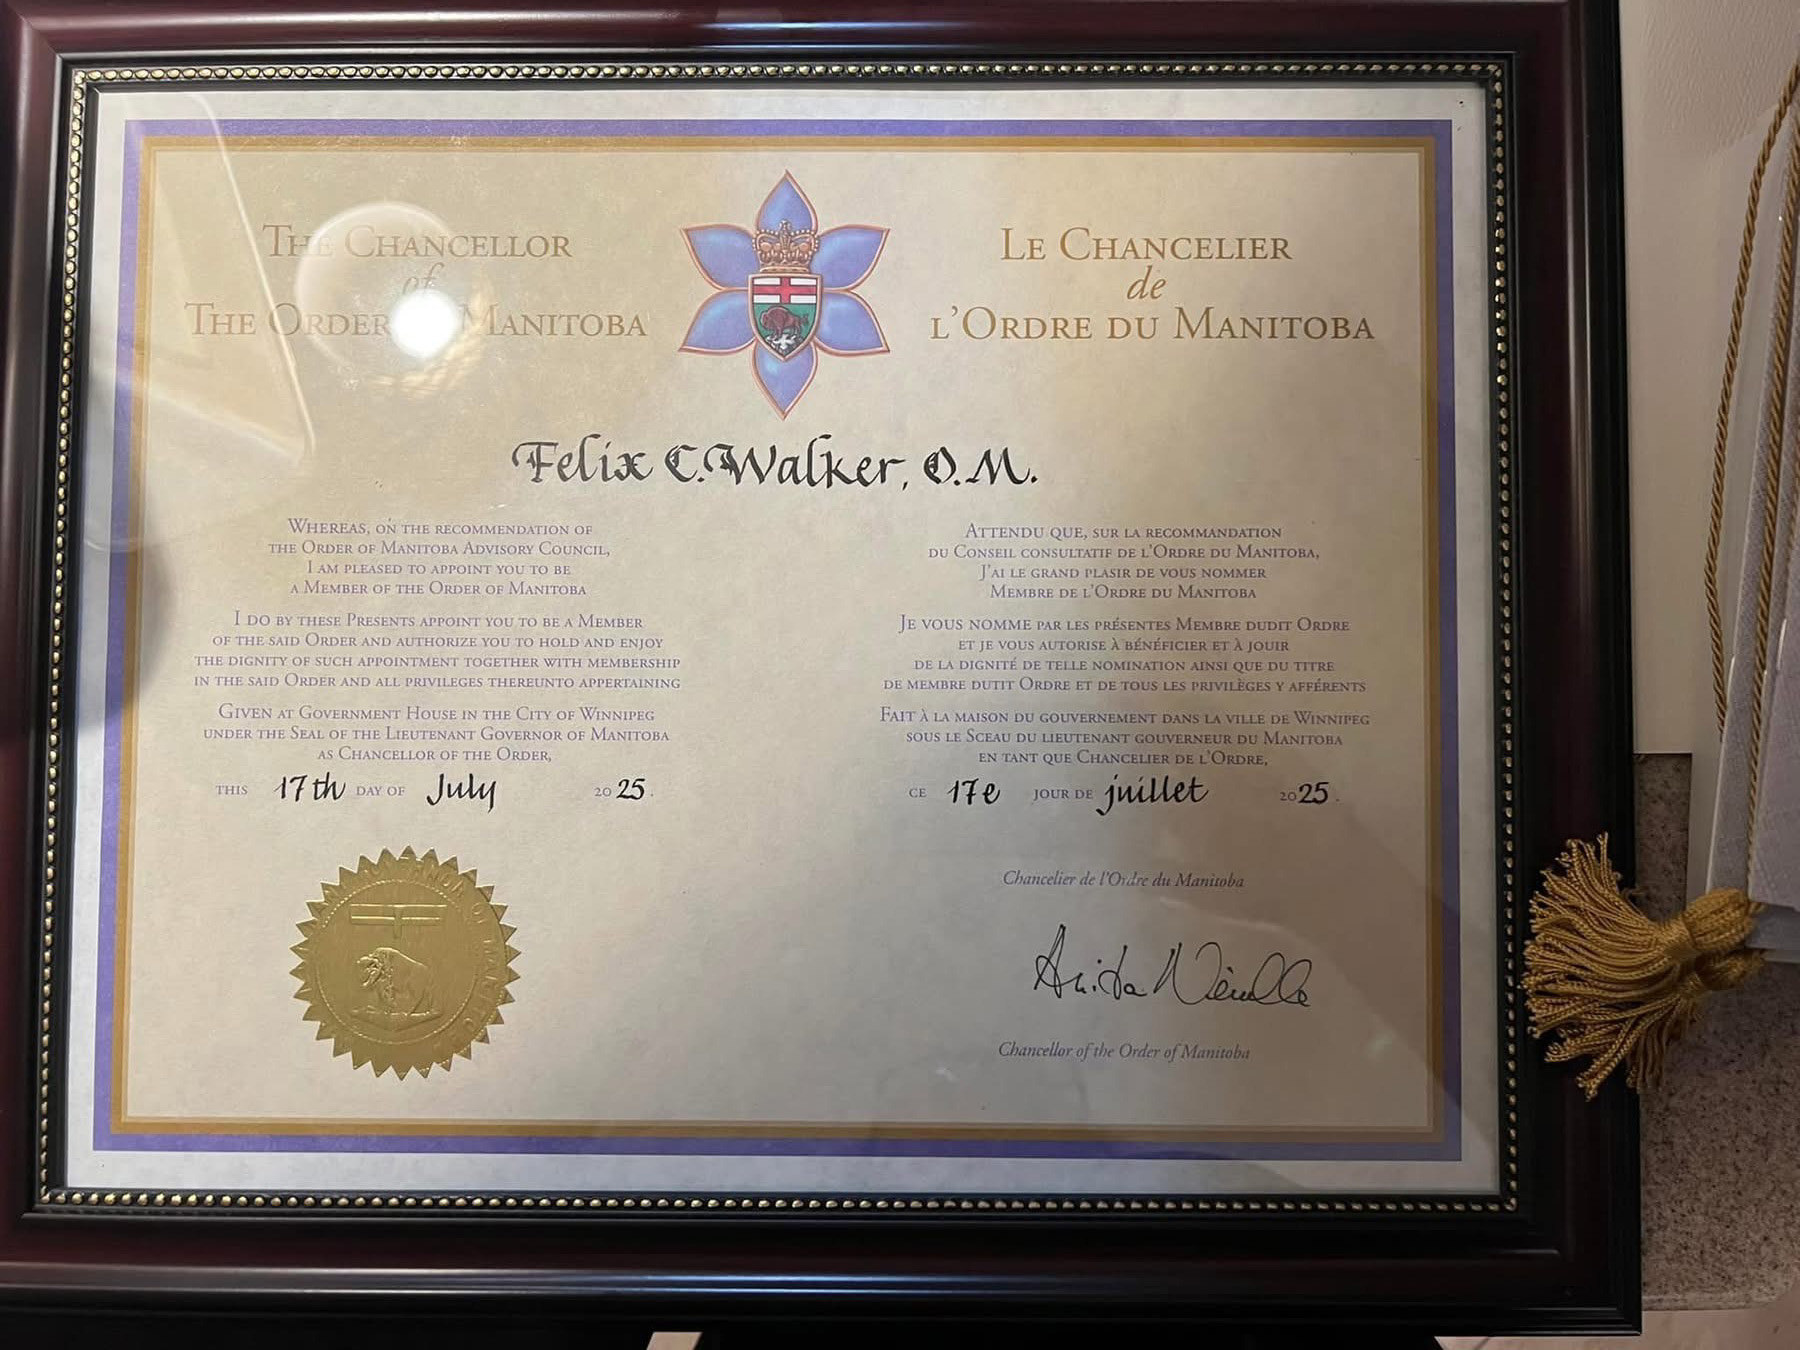 The Chancellor
of
The Order Manitoba
Le Chancelier
de
l'Ordre du Manitoba
Felix C. Walker, O.M.
Whereas, on the recommendation of
the Order of Manitoba Advisory Council,
I am pleased to appoint you to be
a Member of the Order of Manitoba
I do by these Presents appoint you to be a Member
of the said Order and authorize you to hold and enjoy
the dignity of such appointment together with membership
in the said Order and all privileges thereunto appertaining
Given at Government House in the City of Winnipeg
under the Seal of the Lieutenant Governor of Manitoba
as Chancellor of the Order,
this 17th day of July 2025.
Attendu que, sur la recommandation
du Conseil consultatif de l'Ordre du Manitoba,
j'ai le grand plasir de vous nommer
Membre de l'Ordre du Manitoba
Je vous nomme par les présentes Membre dudit Ordre
et je vous autorise à bénéficier et à jouir
de la dignité de telle nomination ainsi que du titre
de membre dutit Ordre et de tous les privilèges y afférents
Fait à la maison du gouvernement dans la ville de Winnipeg
sous le Sceau du lieutenant gouverneur du Manitoba
en tant que Chancelier de l'Ordre,
ce 17e jour de juillet 2025.
Chancelier de l'Ordre du Manitoba
Chancellor of the Order of Manitoba